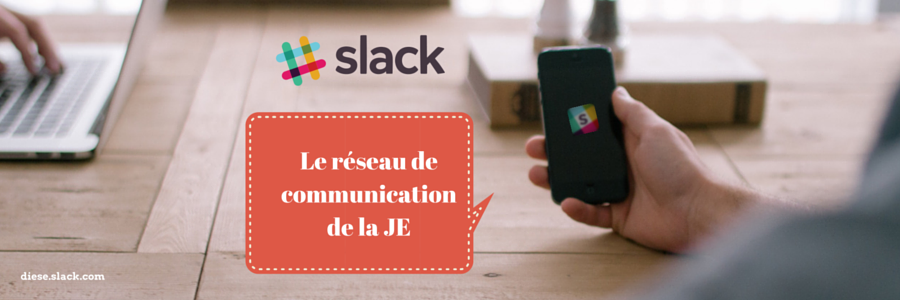 slack
Le réseau de
communication
de la JE
S
diese.slack.com